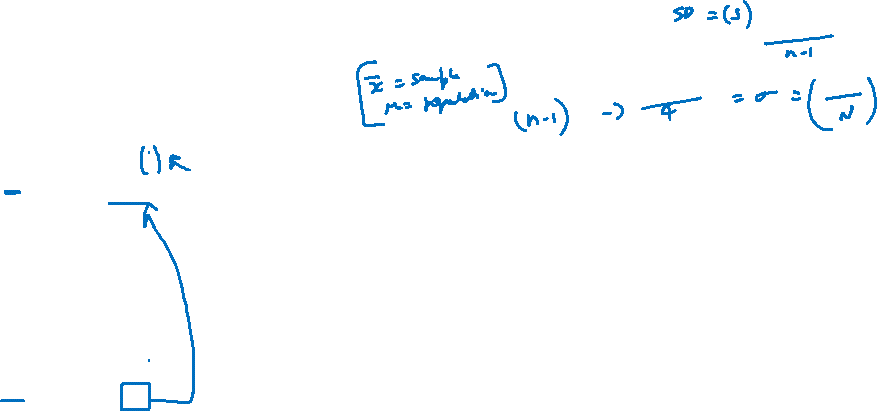 SD = (s)
n-1
x̄ = sample
μ = population
(n-1) → 4 = σ = ( N )